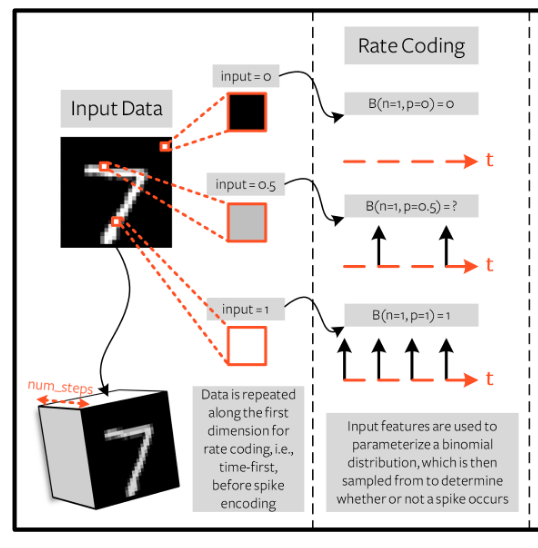 Input Data
input = 0
input = 0.5
input = 1
num_steps
Data is repeated
along the first
dimension for
rate coding, i.e.,
time-first,
before spike
encoding
Rate Coding
B(n=1, p=0) = 0
t
B(n=1, p=0.5) = ?
t
B(n=1, p=1) = 1
t
Input features are used to
parameterize a binomial
distribution, which is then
sampled from to determine
whether or not a spike occurs
7
7